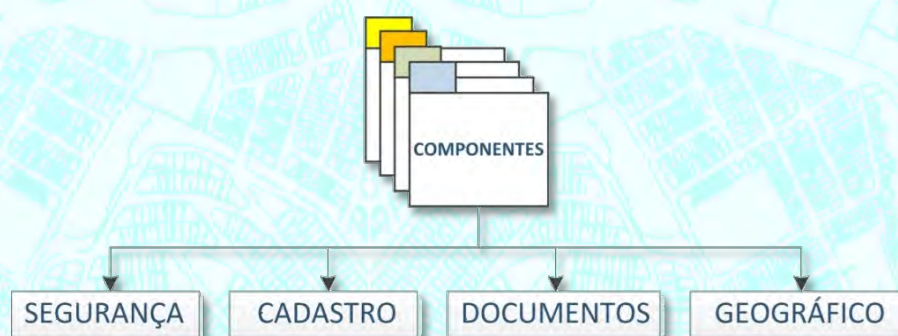 COMPONENTES
SEGURANÇA
CADASTRO
DOCUMENTOS
GEOGRÁFICO